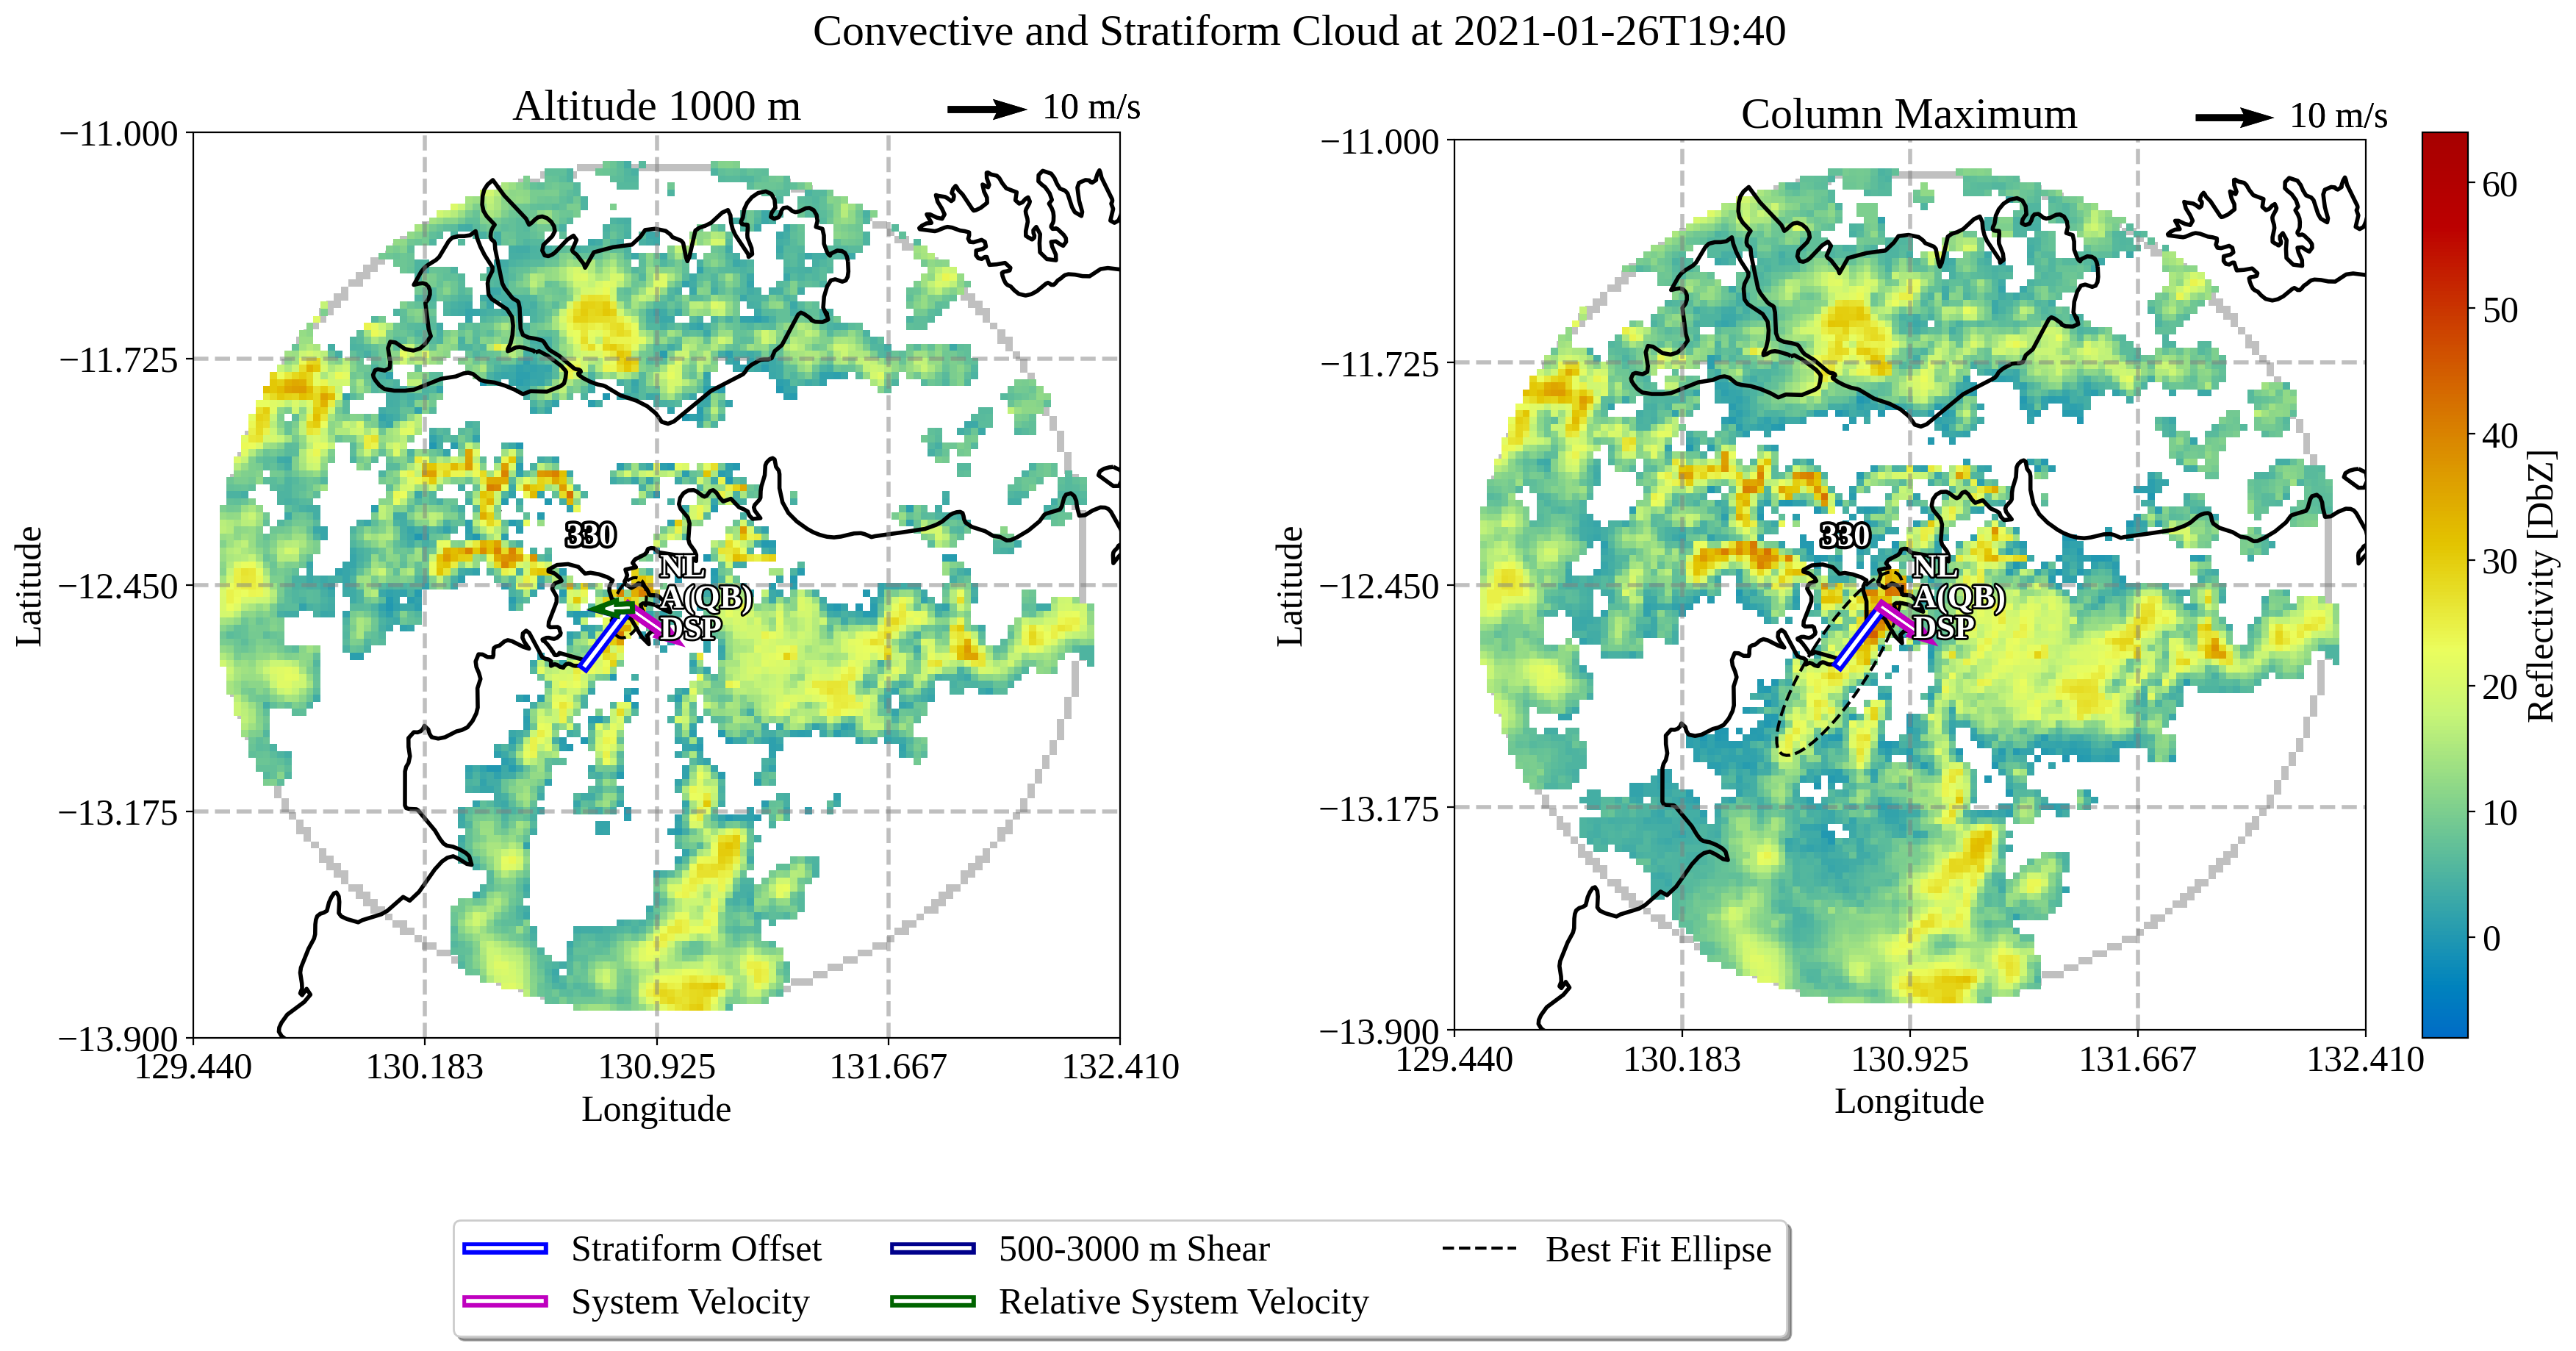 Convective and Stratiform Cloud at 2021-01-26T19:40
Altitude 1000 m
10 m/s
−11.000
−11.725
−12.450
−13.175
−13.900
Latitude
129.440
130.183
130.925
131.667
132.410
Longitude
330
NL
A(QB)
DSP
Column Maximum
10 m/s
−11.000
−11.725
−12.450
−13.175
−13.900
Latitude
129.440
130.183
130.925
131.667
132.410
Longitude
330
NL
A(QB)
DSP
60
50
40
30
20
10
0
Reflectivity [DbZ]
Stratiform Offset
System Velocity
500-3000 m Shear
Relative System Velocity
Best Fit Ellipse